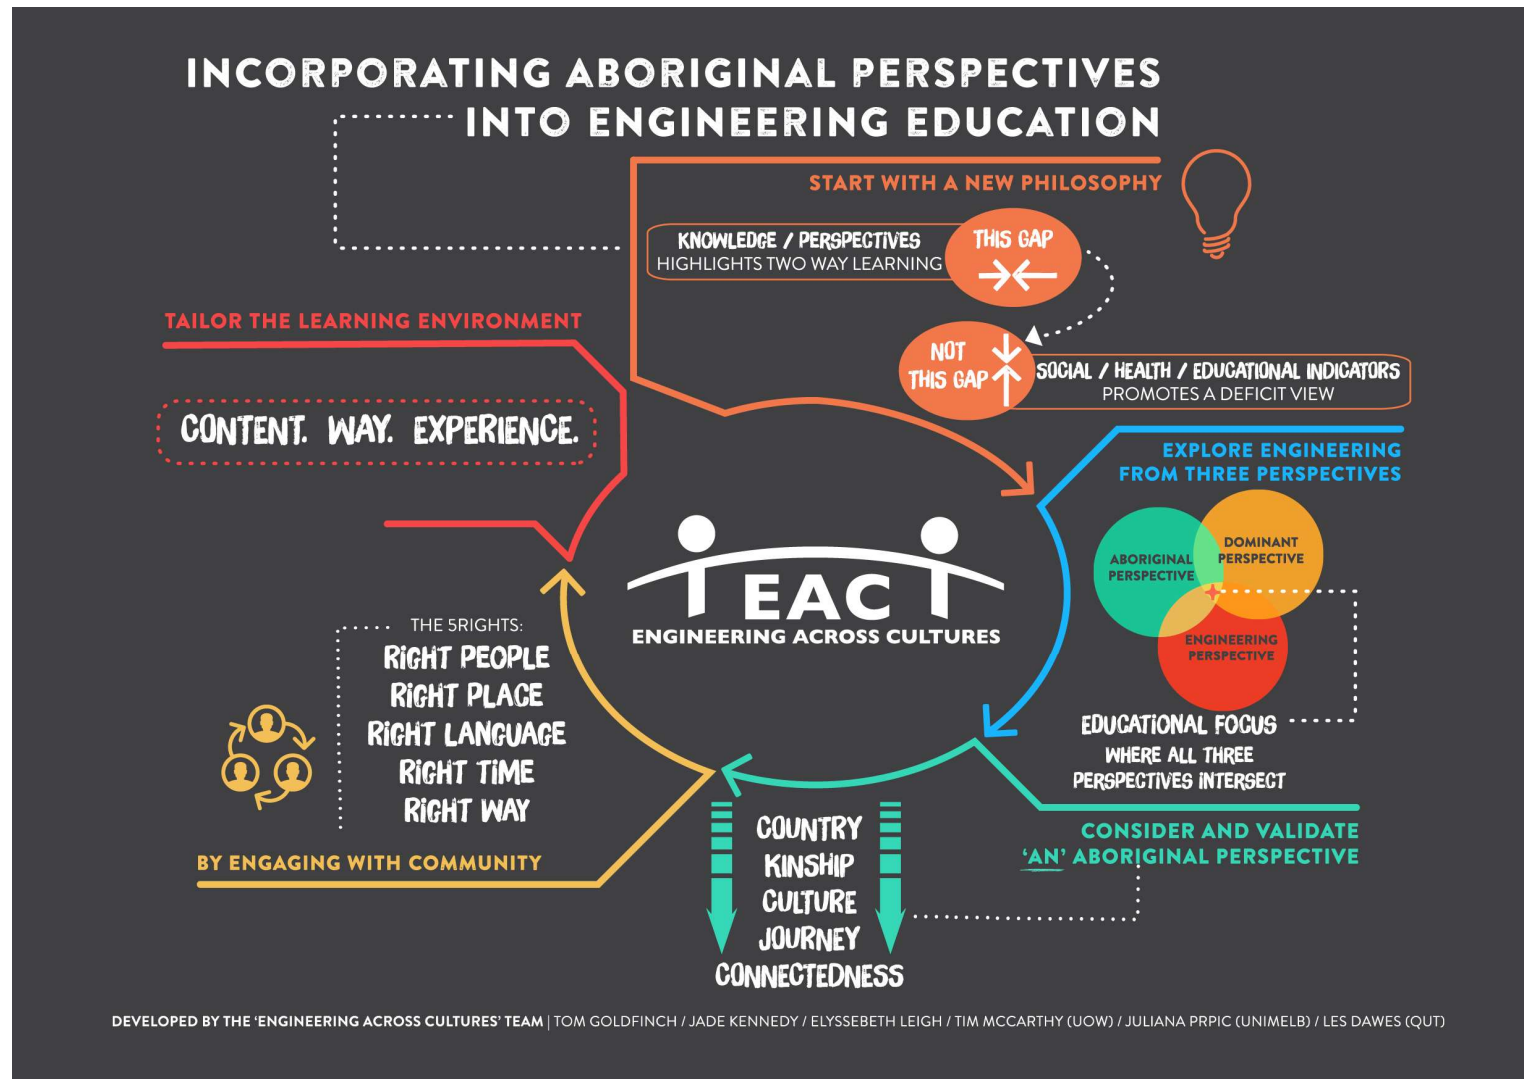 INCORPORATING ABORIGINAL PERSPECTIVES
INTO ENGINEERING EDUCATION
START WITH A NEW PHILOSOPHY
KNOWLEDGE / PERSPECTIVES
HIGHLIGHTS TWO WAY LEARNING
THIS GAP
NOT
THIS GAP
SOCIAL / HEALTH / EDUCATIONAL INDICATORS
PROMOTES A DEFICIT VIEW
EXPLORE ENGINEERING
FROM THREE PERSPECTIVES
ABORIGINAL
PERSPECTIVE
DOMINANT
PERSPECTIVE
ENGINEERING
PERSPECTIVE
EDUCATIONAL FOCUS
WHERE ALL THREE
PERSPECTIVES INTERSECT
CONSIDER AND VALIDATE
‘AN’ ABORIGINAL PERSPECTIVE
COUNTRY
KINSHIP
CULTURE
JOURNEY
CONNECTEDNESS
BY ENGAGING WITH COMMUNITY
THE 5RIGHTS:
RIGHT PEOPLE
RIGHT PLACE
RIGHT LANGUAGE
RIGHT TIME
RIGHT WAY
TAILOR THE LEARNING ENVIRONMENT
CONTENT. WAY. EXPERIENCE.
EAC
ENGINEERING ACROSS CULTURES
DEVELOPED BY THE ‘ENGINEERING ACROSS CULTURES’ TEAM | TOM GOLDFINCH / JADE KENNEDY / ELYSSEBETH LEIGH / TIM MCCARTHY (UOW) / JULIANA PRPIC (UNIMELB) / LES DAWES (QUT)